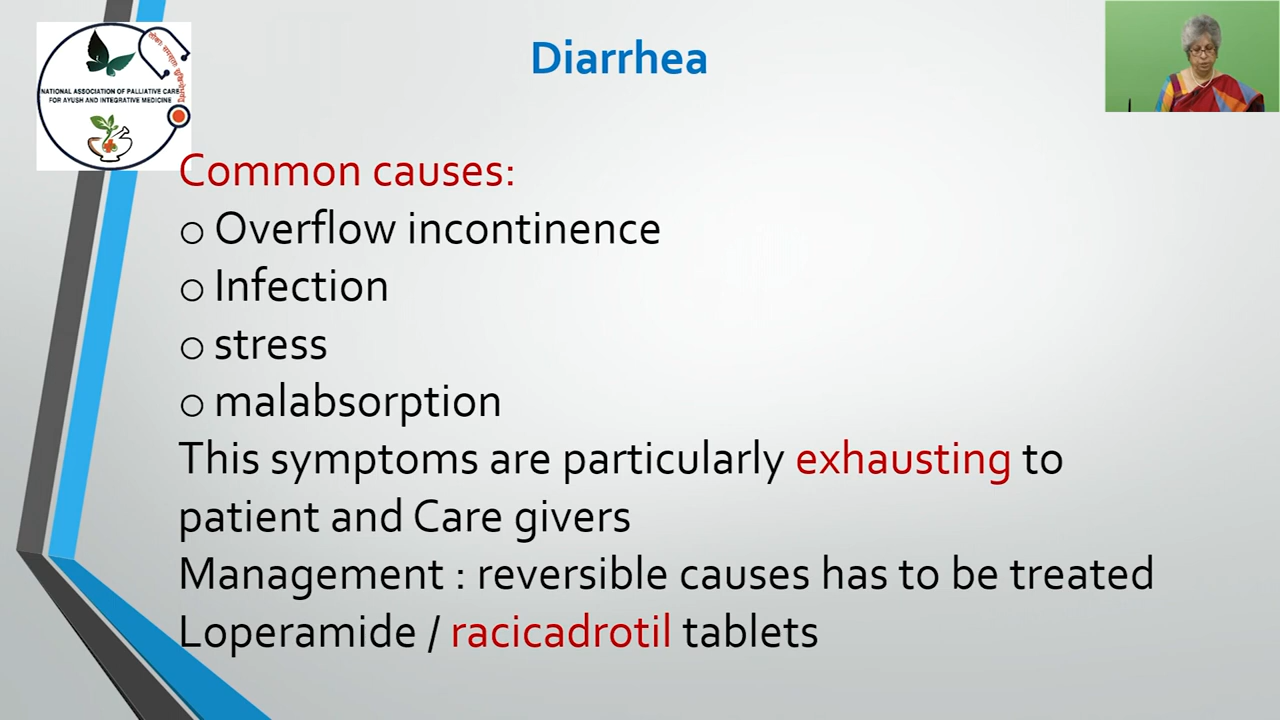 Diarrhea
NATIONAL ASSOCIATION OF PALLIATIVE CARE
FOR AYUSH AND INTEGRATIVE MEDICINE
Common causes:
o Overflow incontinence
o Infection
o stress
o malabsorption
This symptoms are particularly exhausting to
patient and Care givers
Management : reversible causes has to be treated
Loperamide / racicadrotil tablets